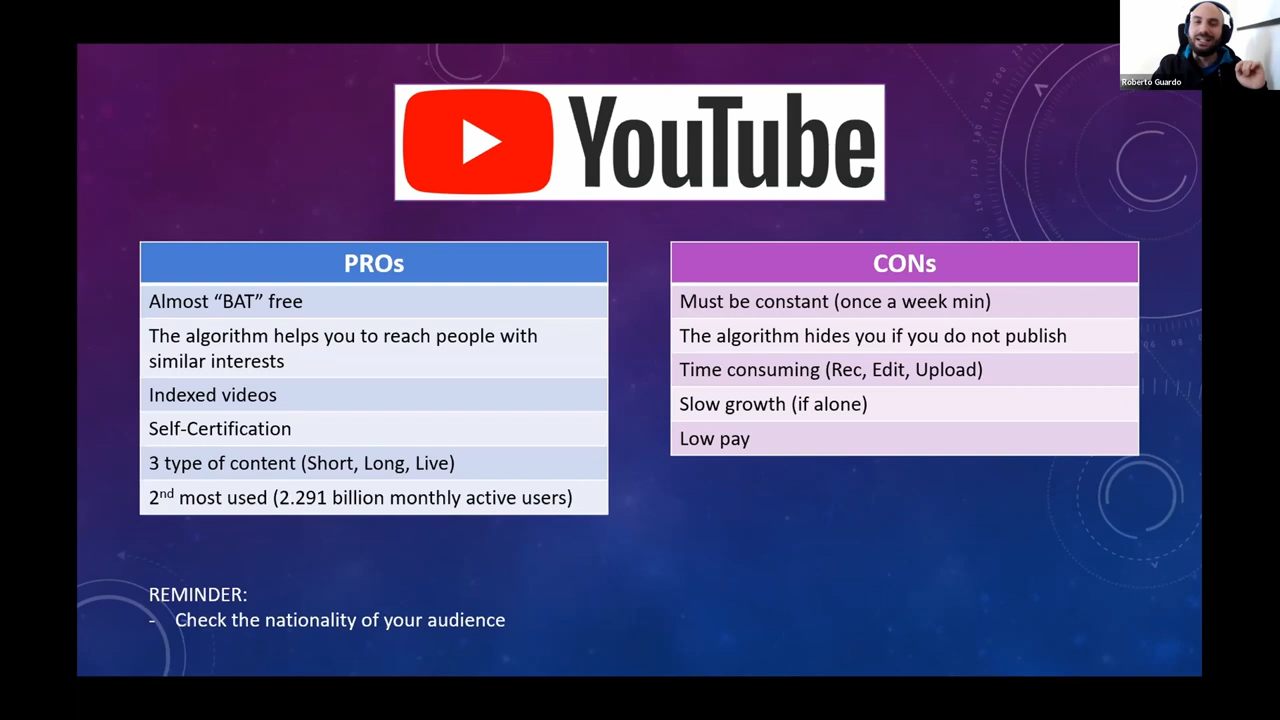 Roberto Guardo
YouTube
PROs
Almost “BAT” free
The algorithm helps you to reach people with
similar interests
Indexed videos
Self-Certification
3 type of content (Short, Long, Live)
2nd most used (2.291 billion monthly active users)
CONs
Must be constant (once a week min)
The algorithm hides you if you do not publish
Time consuming (Rec, Edit, Upload)
Slow growth (if alone)
Low pay
REMINDER:
- Check the nationality of your audience